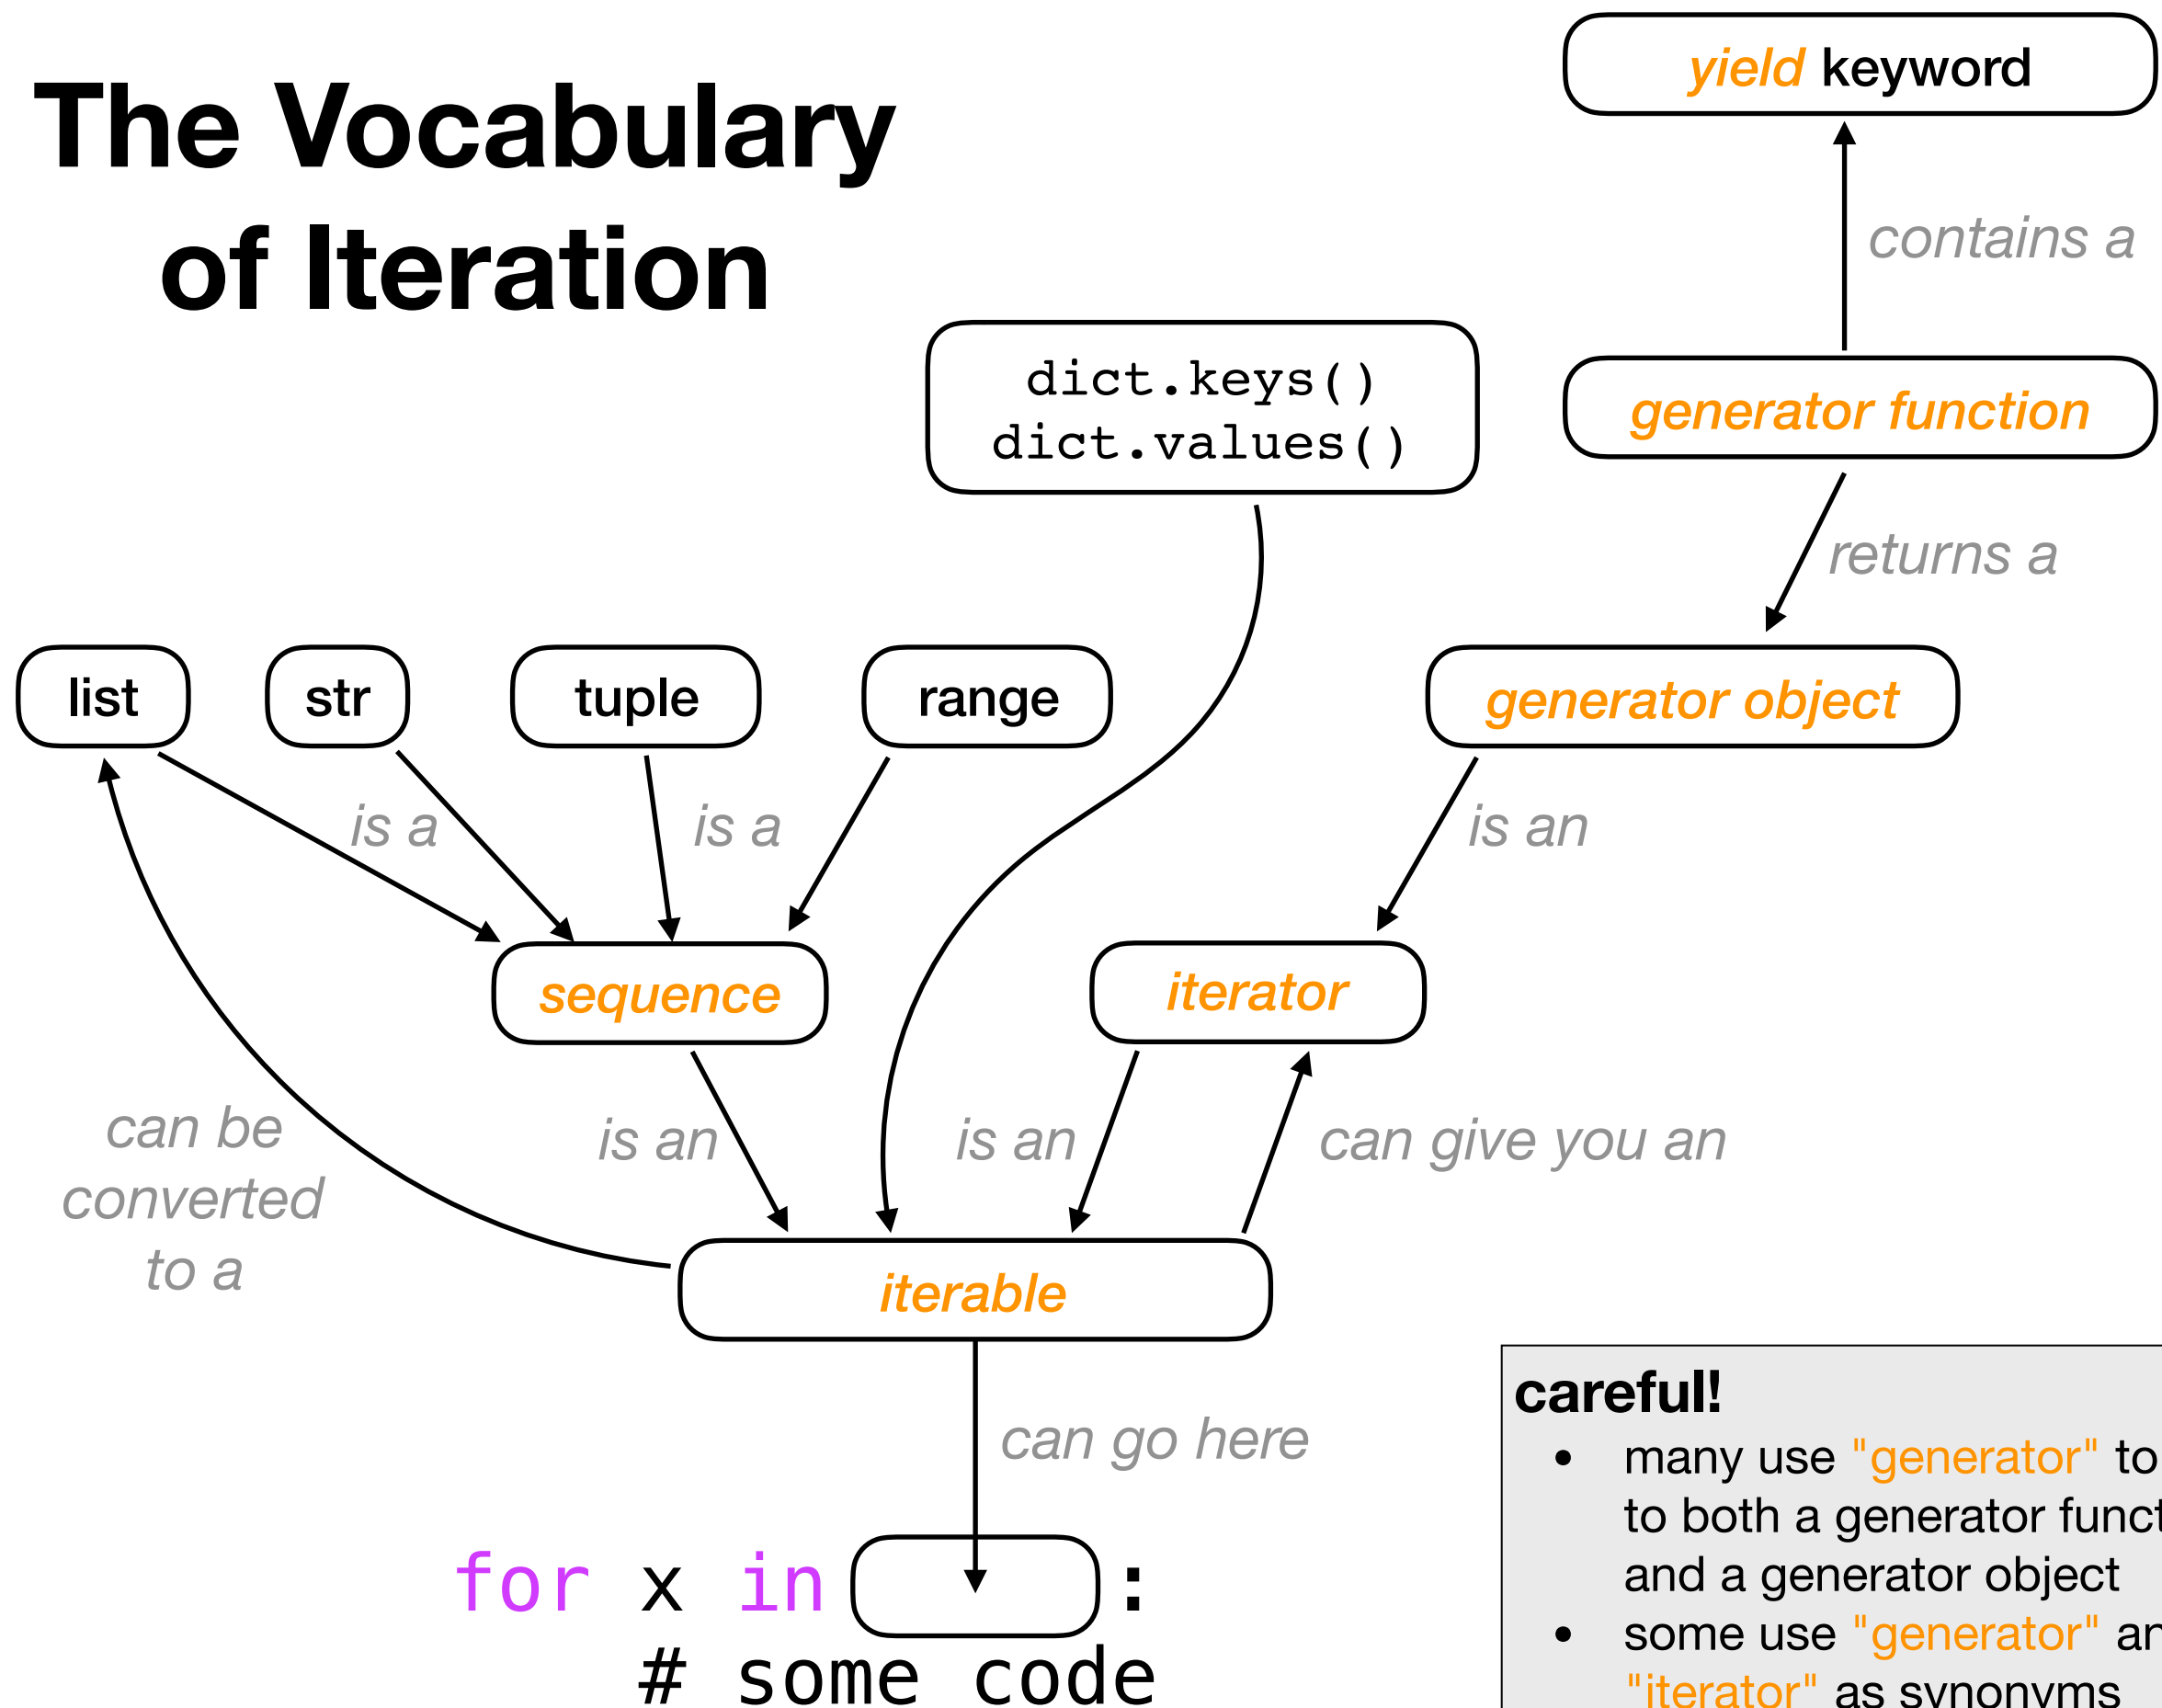 The Vocabulary
of Iteration
yield keyword
contains a
dict.keys()
dict.values()
generator function
returns a
list
str
tuple
range
generator object
is a
is a
is an
sequence
iterator
can be
converted
to a
is an
is an
can give you an
iterable
can go here
for x in :
# some code
careful!
• many use "generator" to
to both a generator funct
and a generator object
• some use "generator" an
"iterator" as synonyms